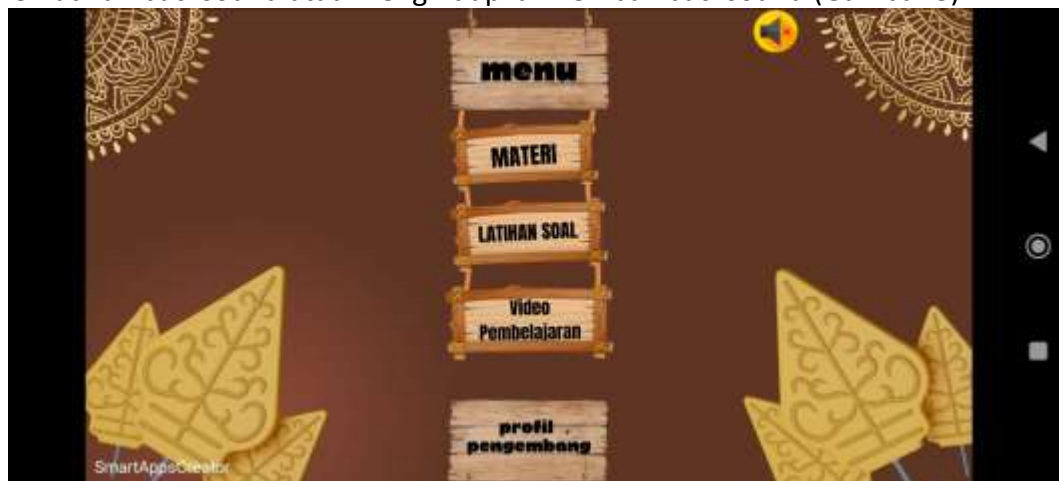 menu
MATERI
LATIHAN SOAL
Video
Pembelajaran
profil
pengembang
SmartAppsCreator